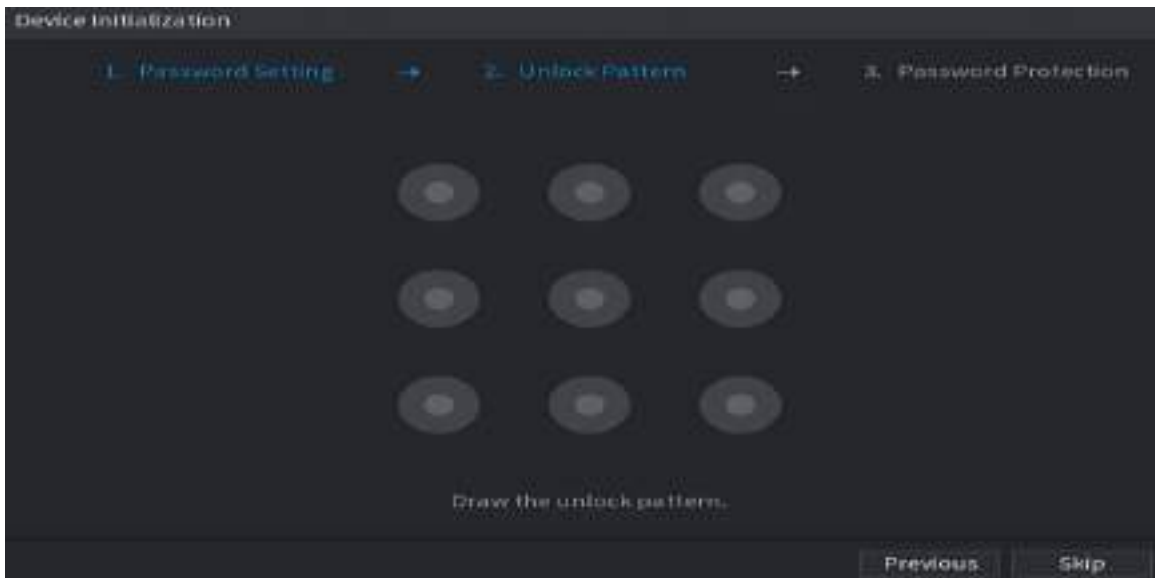 Device Initialization
1. Password Setting → 2. Unlock Pattern → 3. Password Protection
Draw the unlock pattern.
Previous Skip